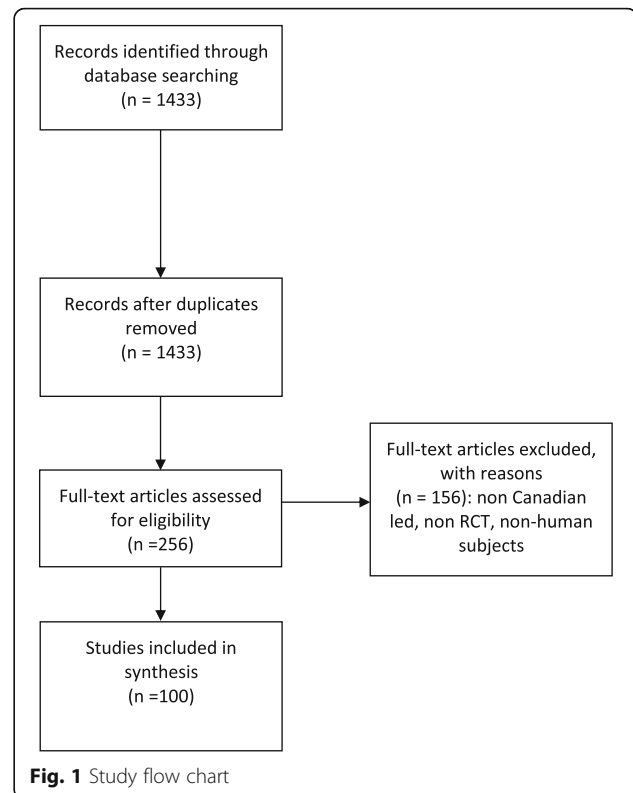 Records identified through
database searching
(n = 1433)
Records after duplicates
removed
(n = 1433)
Full-text articles assessed
for eligibility
(n =256)
Full-text articles excluded,
with reasons
(n = 156): non Canadian
led, non RCT, non-human
subjects
Studies included in
synthesis
(n =100)
Fig. 1 Study flow chart